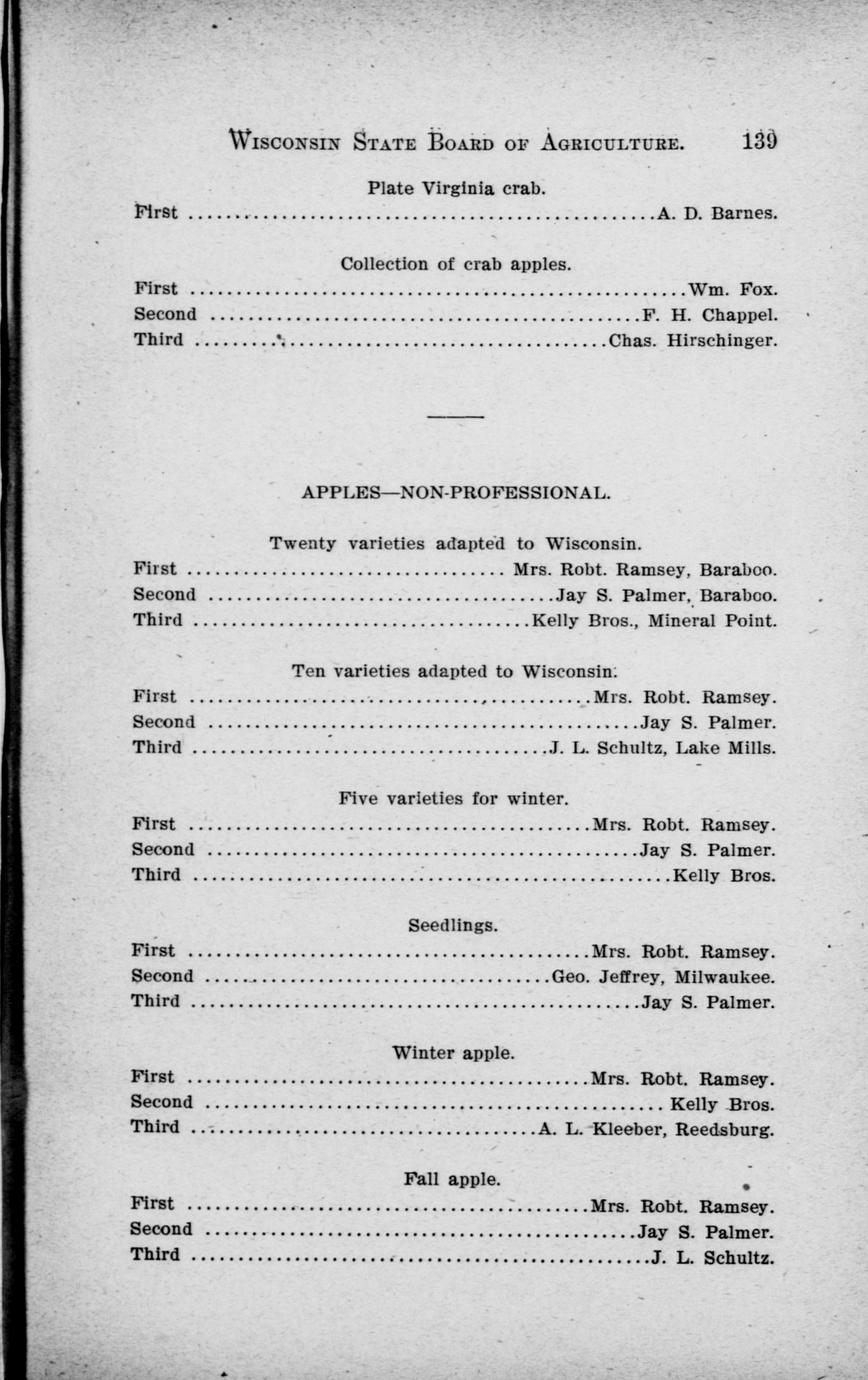 WISCONSIN STATE BOARD OF AGRICULTURE. 139
Plate Virginia crab.
First ..................................................A. D. Barnes.
Collection of crab apples.
First .....................................................Wm. Fox.
Second ..............................................F. H. Chappel.
Third ............................................Chas. Hirschinger.
APPLES—NON-PROFESSIONAL.
Twenty varieties adapted to Wisconsin.
First .................................. Mrs. Robt. Ramsey, Baraboo.
Second .....................................Jay S. Palmer, Baraboo.
Third ....................................Kelly Bros., Mineral Point.
Ten varieties adapted to Wisconsin.
First ...........................................Mrs. Robt. Ramsey.
Second ..............................................Jay S. Palmer.
Third ......................................J. L. Schultz, Lake Mills.
Five varieties for winter.
First ...........................................Mrs. Robt. Ramsey.
Second ..............................................Jay S. Palmer.
Third ...................................................Kelly Bros.
Seedlings.
First ...........................................Mrs. Robt. Ramsey.
Second .....................................Geo. Jeffrey, Milwaukee.
Third ................................................Jay S. Palmer.
Winter apple.
First ...........................................Mrs. Robt. Ramsey.
Second ................................................. Kelly Bros.
Third .....................................A. L. Kleeber, Reedsburg.
Fall apple.
First ...........................................Mrs. Robt. Ramsey.
Second ..............................................Jay S. Palmer.
Third .................................................J. L. Schultz.